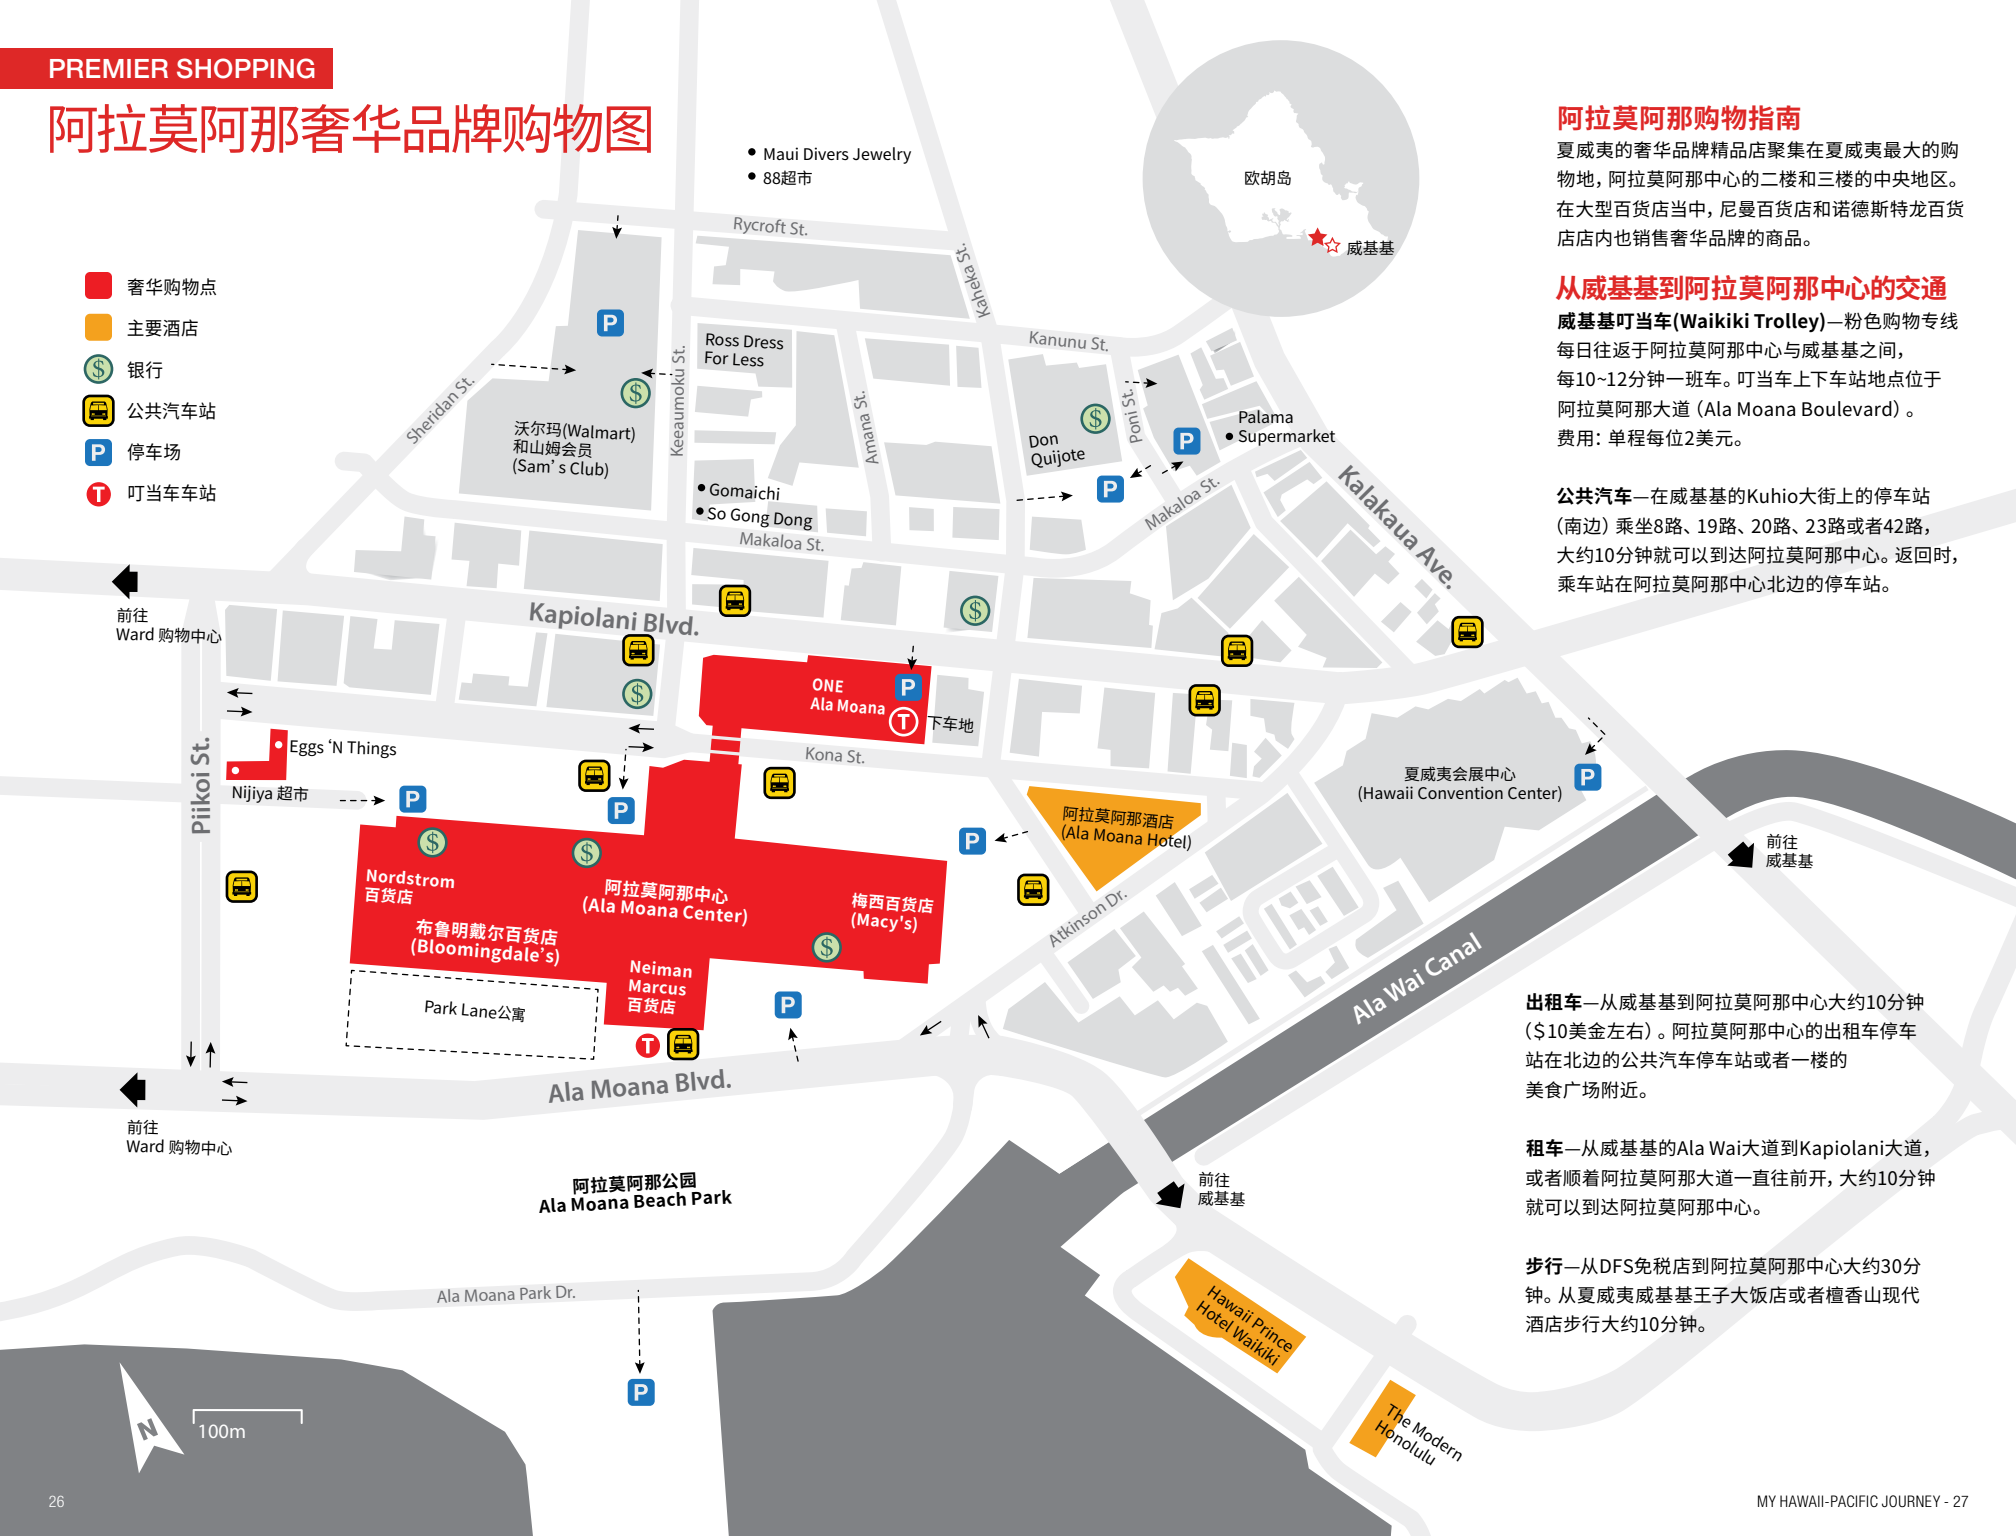 PREMIER SHOPPING
阿拉莫阿那奢华品牌购物图
奢华购物点
主要酒店
$
银行
公共汽车站
P
停车场
T
叮当车车站
Maui Divers Jewelry
88超市
欧胡岛
威基基
Rycroft St.
Kaheka St.
Kanunu St.
Sheridan St.
Keeaumoku St.
Amana St.
Poni St.
Makaloa St.
Makaloa St.
Kalakaua Ave.
Ross Dress
For Less
沃尔玛(Walmart)
和山姆会员
(Sam’s Club)
Gomaichi
So Gong Dong
Don
Quijote
Palama
Supermarket
前往
Ward 购物中心
Kapiolani Blvd.
ONE
Ala Moana
下车地
Kona St.
Piikoi St.
Eggs ‘N Things
Nijiya 超市
Nordstrom
百货店
布鲁明戴尔百货店
(Bloomingdale’s)
阿拉莫阿那中心
(Ala Moana Center)
梅西百货店
(Macy's)
Neiman
Marcus
百货店
Park Lane公寓
阿拉莫阿那酒店
(Ala Moana Hotel)
夏威夷会展中心
(Hawaii Convention Center)
Atkinson Dr.
Ala Wai Canal
前往
威基基
Ala Moana Blvd.
前往
Ward 购物中心
阿拉莫阿那公园
Ala Moana Beach Park
Ala Moana Park Dr.
前往
威基基
Hawaii Prince
Hotel Waikiki
The Modern
Honolulu
N
100m
阿拉莫阿那购物指南
夏威夷的奢华品牌精品店聚集在夏威夷最大的购
物地，阿拉莫阿那中心的二楼和三楼的中央地区。
在大型百货店当中，尼曼百货店和诺德斯特龙百货
店店内也销售奢华品牌的商品。
从威基基到阿拉莫阿那中心的交通
威基基叮当车(Waikiki Trolley)—粉色购物专线
每日往返于阿拉莫阿那中心与威基基之间，
每10~12分钟一班车。叮当车上下车站地点位于
阿拉莫阿那大道（Ala Moana Boulevard）。
费用：单程每位2美元。
公共汽车—在威基基的Kuhio大街上的停车站
（南边）乘坐8路、19路、20路、23路或者42路，
大约10分钟就可以到达阿拉莫阿那中心。返回时，
乘车站在阿拉莫阿那中心北边的停车站。
出租车—从威基基到阿拉莫阿那中心大约10分钟
（$10美金左右）。阿拉莫阿那中心的出租车停车
站在北边的公共汽车停车站或者一楼的
美食广场附近。
租车—从威基基的Ala Wai大道到Kapiolani大道，
或者顺着阿拉莫阿那大道一直往前开，大约10分钟
就可以到达阿拉莫阿那中心。
步行—从DFS免税店到阿拉莫阿那中心大约30分
钟。从夏威夷威基基王子大饭店或者檀香山现代
酒店步行大约10分钟。
26
MY HAWAII-PACIFIC JOURNEY - 27